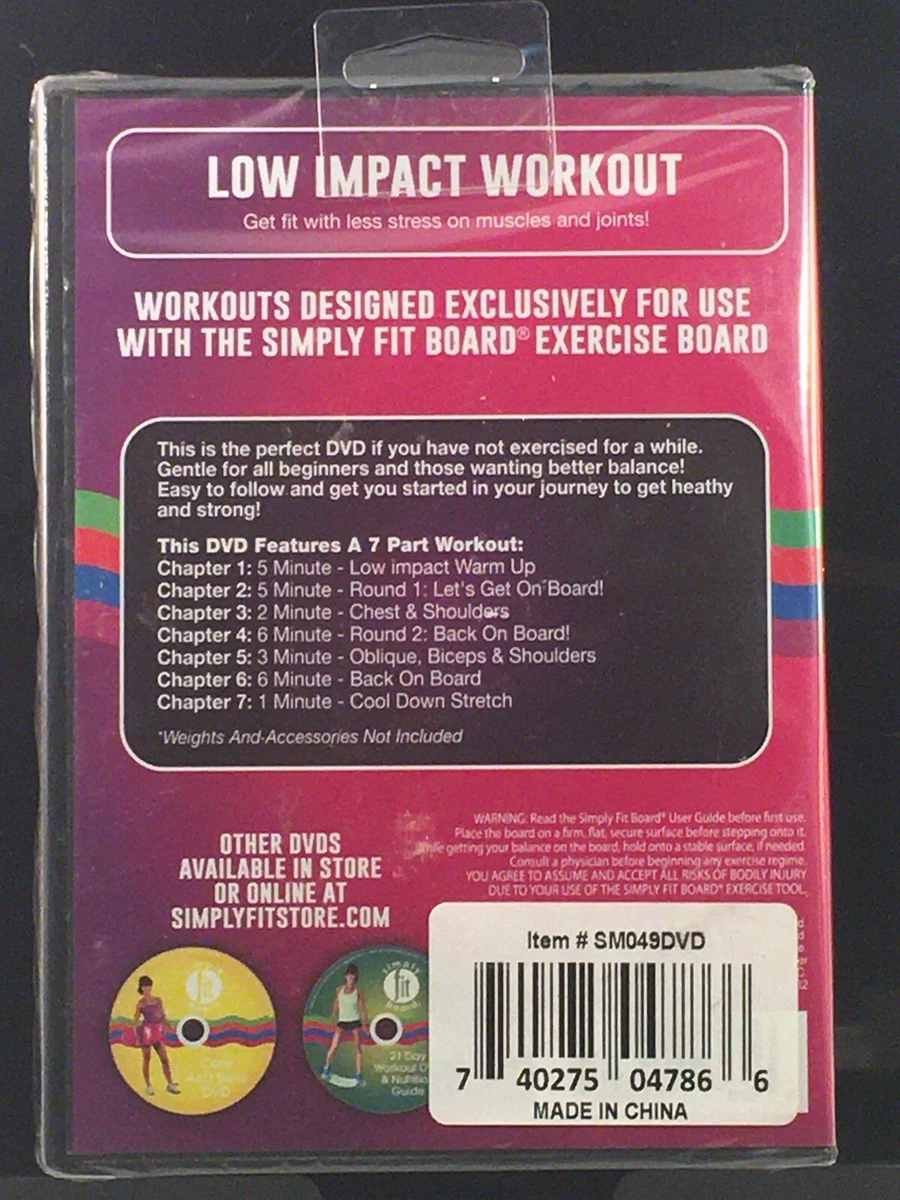 LOW IMPACT WORKOUT
Get fit with less stress on muscles and joints!
WORKOUTS DESIGNED EXCLUSIVELY FOR USE
WITH THE SIMPLY FIT BOARD® EXERCISE BOARD
This is the perfect DVD if you have not exercised for a while.
Gentle for all beginners and those wanting better balance!
Easy to follow and get you started in your journey to get heathy
and strong!
This DVD Features A 7 Part Workout:
Chapter 1: 5 Minute - Low impact Warm Up
Chapter 2: 5 Minute - Round 1: Let's Get On Board!
Chapter 3: 2 Minute - Chest & Shoulders
Chapter 4: 6 Minute - Round 2: Back On Board!
Chapter 5: 3 Minute - Oblique, Biceps & Shoulders
Chapter 6: 6 Minute - Back On Board
Chapter 7: 1 Minute - Cool Down Stretch
*Weights And Accessories Not Included
WARNING: Read the Simply Fit Board® User Guide before first use.
Place the board on a firm, flat, secure surface before stepping onto it.
While getting your balance on the board, hold onto a stable surface, if needed.
Consult a physician before beginning any exercise regime.
YOU AGREE TO ASSUME AND ACCEPT ALL RISKS OF BODILY INJURY
DUE TO YOUR USE OF THE SIMPLY FIT BOARD® EXERCISE TOOL.
OTHER DVDS
AVAILABLE IN STORE
OR ONLINE AT
SIMPLYFITSTORE.COM
simply
fit
board
Core
DVD
simply
fit
board
21 Day
Workout
& Nutrition
Guide
Item # SM049DVD
7 40275 04786 6
MADE IN CHINA